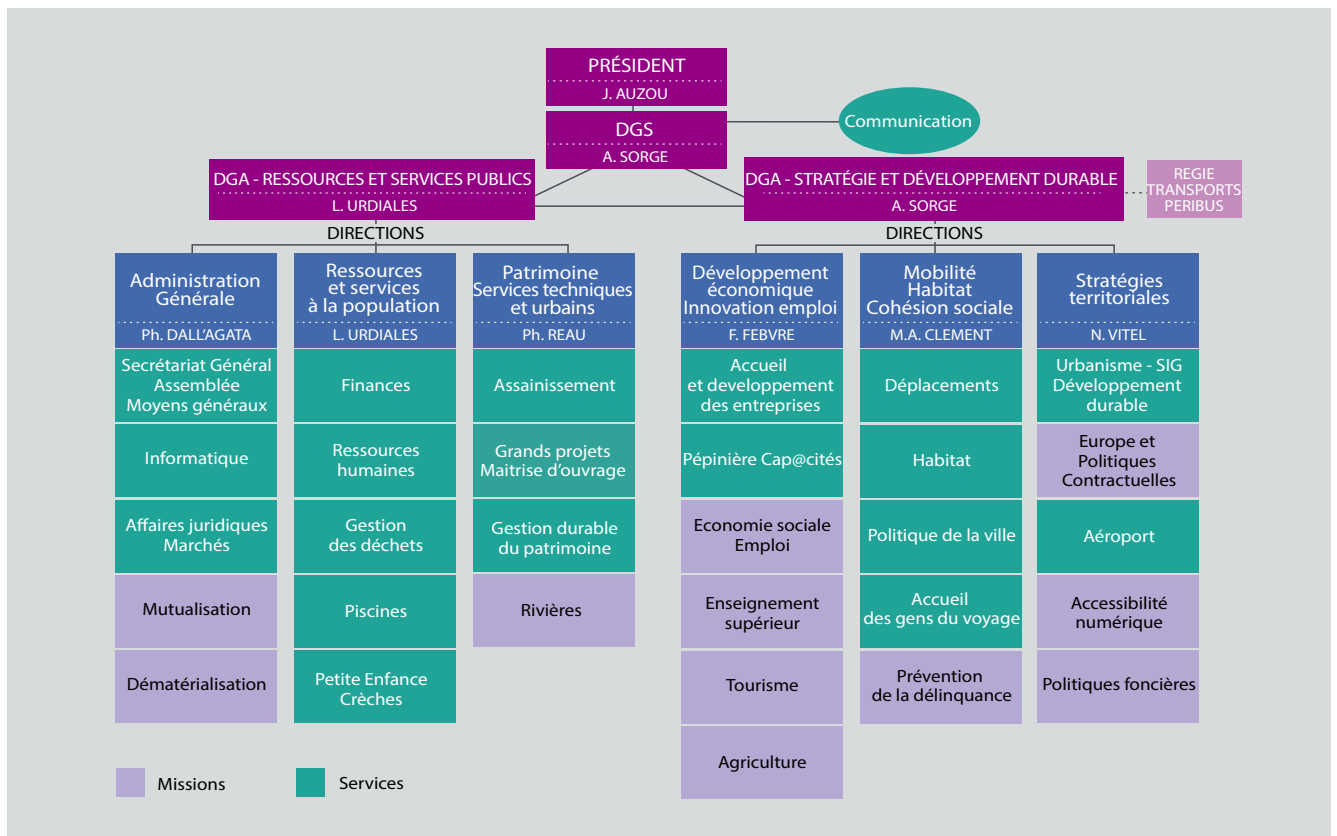 PRÉSIDENT
J. AUZOU
DGS
A. SORGE
Communication
DGA - RESSOURCES ET SERVICES PUBLICS
L. URDIALES
DGA - STRATÉGIE ET DÉVELOPPEMENT DURABLE
A. SORGE
REGIE
TRANSPORTS
PERIBUS
DIRECTIONS
Administration
Générale
Ph. DALL'AGATA
Secrétariat Général
Assemblée
Moyens généraux
Informatique
Affaires juridiques
Marchés
Mutualisation
Dématérialisation
Ressources
et services
à la population
L. URDIALES
Finances
Ressources
humaines
Gestion
des déchets
Piscines
Petite Enfance
Crèches
Patrimoine
Services techniques
et urbains
Ph. REAU
Assainissement
Grands projets
Maitrise d'ouvrage
Gestion durable
du patrimoine
Rivières
DIRECTIONS
Développement
économique
Innovation emploi
F. FEBVRE
Accueil
et developpement
des entreprises
Pépinière Cap@cités
Economie sociale
Emploi
Enseignement
supérieur
Tourisme
Agriculture
Mobilité
Habitat
Cohésion sociale
M.A. CLEMENT
Déplacements
Habitat
Politique de la ville
Accueil
des gens du voyage
Prévention
de la délinquance
Stratégies
territoriales
N. VITEL
Urbanisme - SIG
Développement
durable
Europe et
Politiques
Contractuelles
Aéroport
Accessibilité
numérique
Politiques foncières
Missions
Services